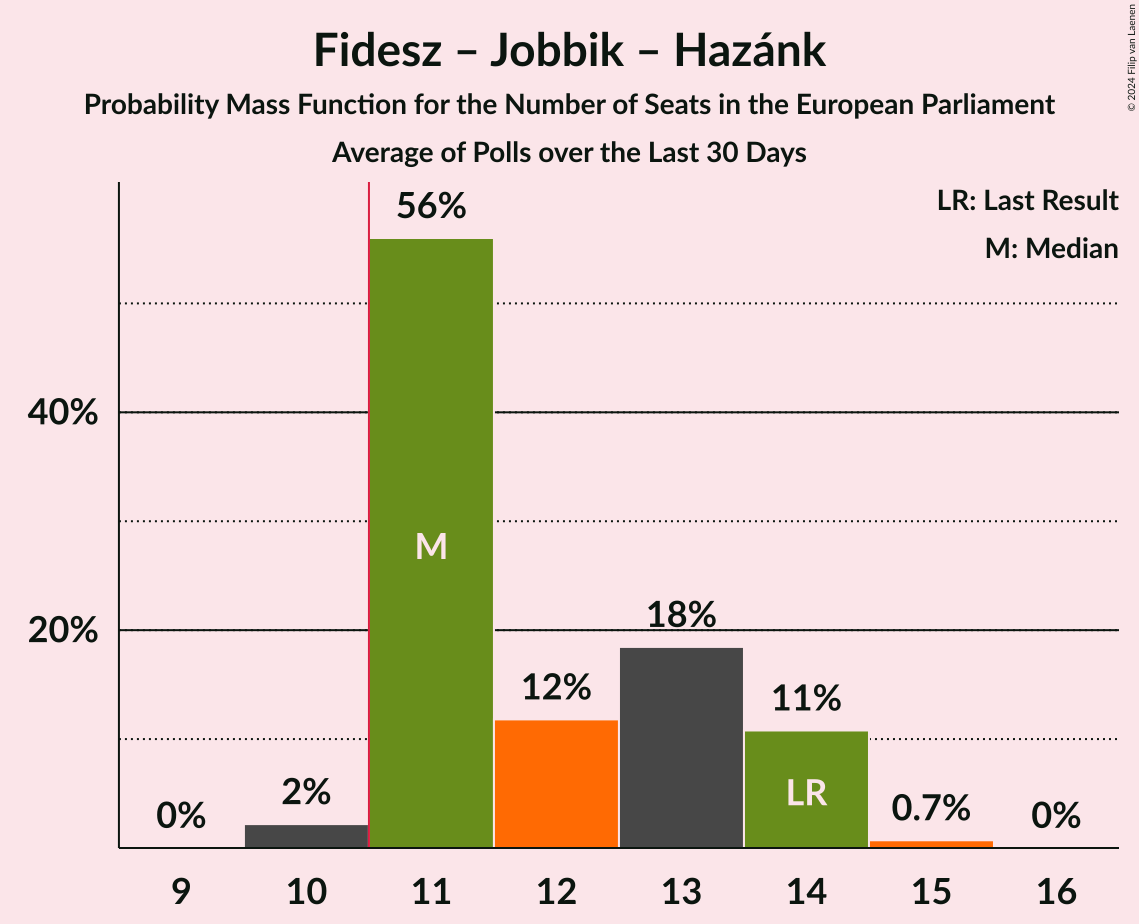 Fidesz – Jobbik – Hazánk
Probability Mass Function for the Number of Seats in the European Parliament
Average of Polls over the Last 30 Days
© 2024 Filip van Laenen
LR: Last Result
M: Median
56%
40%
M
20%
18%
12%
11%
2%
LR
0.7%
0%
0%
9 10 11 12 13 14 15 16